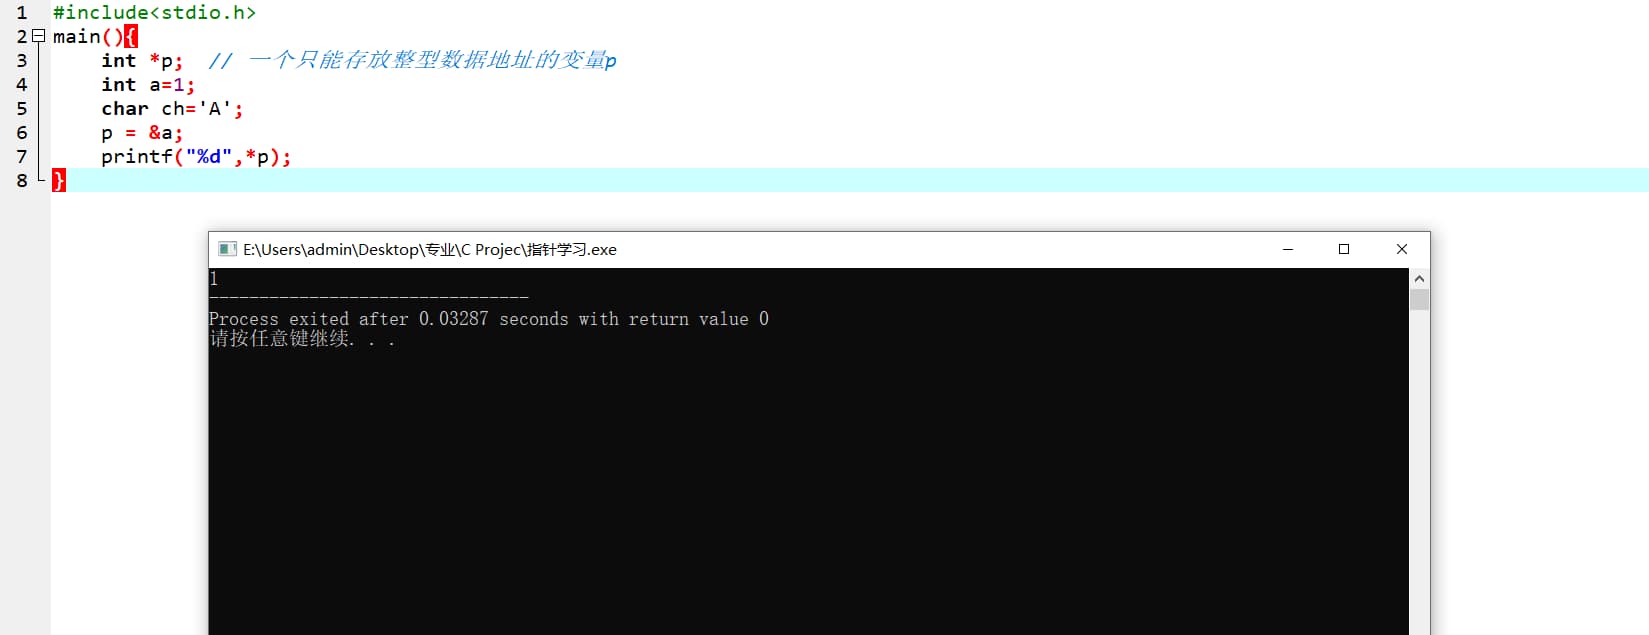 1 #include<stdio.h>
2 main(){
3 int *p; // 一个只能存放整型数据地址的变量p
4 int a=1;
5 char ch='A';
6 p = &a;
7 printf("%d",*p);
8 }
E:\Users\admin\Desktop\专业\C Projec\指针学习.exe
1
--------------------------------
Process exited after 0.03287 seconds with return value 0
请按任意键继续. . .